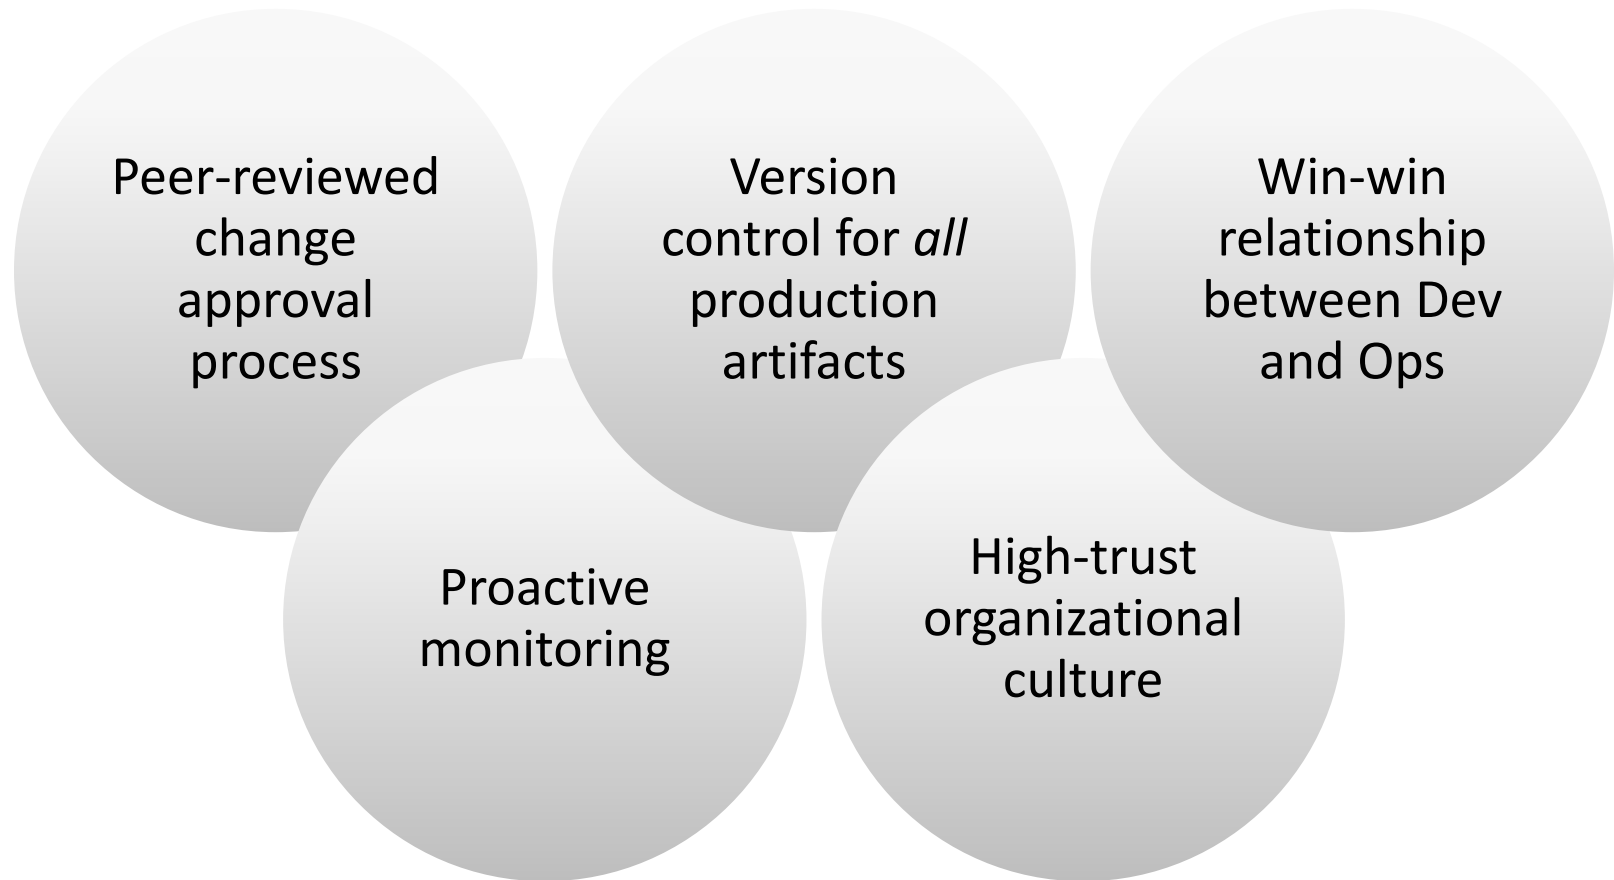 Peer-reviewed
change
approval
process
Version
control for all
production
artifacts
Win-win
relationship
between Dev
and Ops
Proactive
monitoring
High-trust
organizational
culture